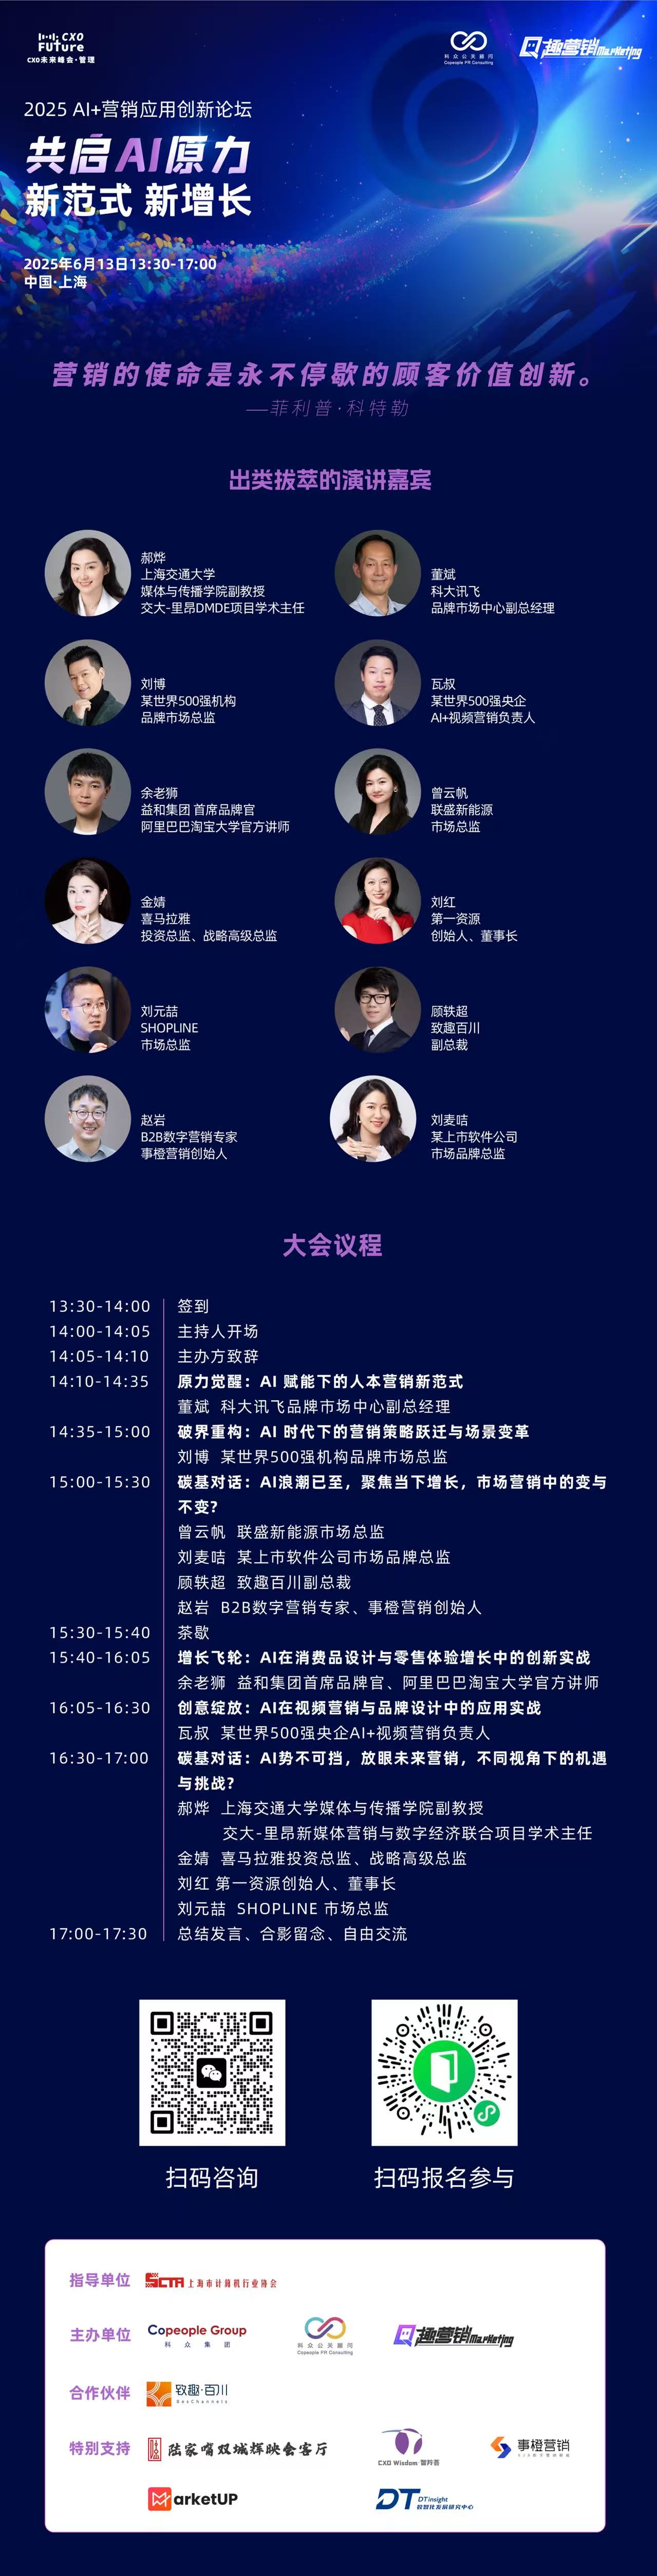 CXO
FUTURE
CXO未来峰会·管理
科众公关顾问
Copeople PR Consulting
趣营销MarKeting
2025 AI+营销应用创新论坛
共启AI原力
新范式 新增长
2025年6月13日13:30-17:00
中国·上海
营销的使命是永不停歇的顾客价值创新。
—菲利普·科特勒
出类拔萃的演讲嘉宾
郝烨
上海交通大学
媒体与传播学院副教授
交大-里昂DMDE项目学术主任
董斌
科大讯飞
品牌市场中心副总经理
刘博
某世界500强机构
品牌市场总监
瓦叔
某世界500强央企
AI+视频营销负责人
余老狮
益和集团 首席品牌官
阿里巴巴淘宝大学官方讲师
曾云帆
联盛新能源
市场总监
金婧
喜马拉雅
投资总监、战略高级总监
刘红
第一资源
创始人、董事长
刘元喆
SHOPLINE
市场总监
顾轶超
致趣百川
副总裁
赵岩
B2B数字营销专家
事橙营销创始人
刘麦咭
某上市软件公司
市场品牌总监
大会议程
13:30-14:00 签到
14:00-14:05 主持人开场
14:05-14:10 主办方致辞
14:10-14:35 原力觉醒：AI 赋能下的人本营销新范式
董斌 科大讯飞品牌市场中心副总经理
14:35-15:00 破界重构：AI 时代下的营销策略跃迁与场景变革
刘博 某世界500强机构品牌市场总监
15:00-15:30 碳基对话：AI浪潮已至，聚焦当下增长，市场营销中的变与
不变?
曾云帆 联盛新能源市场总监
刘麦咭 某上市软件公司市场品牌总监
顾轶超 致趣百川副总裁
赵岩 B2B数字营销专家、事橙营销创始人
15:30-15:40 茶歇
15:40-16:05 增长飞轮：AI在消费品设计与零售体验增长中的创新实战
余老狮 益和集团首席品牌官、阿里巴巴淘宝大学官方讲师
16:05-16:30 创意绽放：AI在视频营销与品牌设计中的应用实战
瓦叔 某世界500强央企AI+视频营销负责人
16:30-17:00 碳基对话：AI势不可挡，放眼未来营销，不同视角下的机遇
与挑战?
郝烨 上海交通大学媒体与传播学院副教授
交大-里昂新媒体营销与数字经济联合项目学术主任
金婧 喜马拉雅投资总监、战略高级总监
刘红 第一资源创始人、董事长
刘元喆 SHOPLINE 市场总监
17:00-17:30 总结发言、合影留念、自由交流
扫码咨询
扫码报名参与
指导单位 SCTA 上海市计算机行业协会
主办单位 Copeople Group
科众集团
科众公关顾问
Copeople PR Consulting
趣营销MarKeting
合作伙伴 致趣·百川
BesChannels
特别支持 陆家嘴双城辉映会客厅
CXO Wisdom 智羚荟
事橙营销
MarketUP
DT DTinsight
数智化发展研究中心